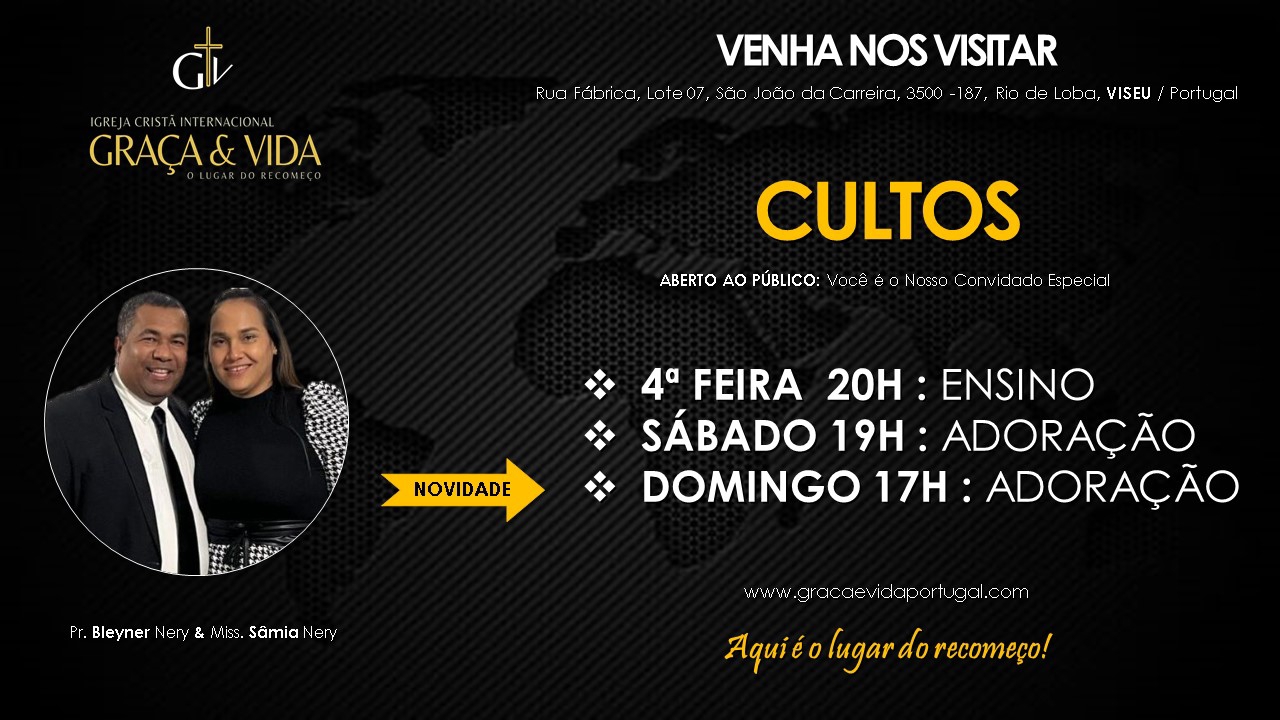 GV
IGREJA CRISTÃ INTERNACIONAL
GRAÇA & VIDA
O LUGAR DO RECOMEÇO
VENHA NOS VISITAR
Rua Fábrica, Lote 07, São João da Carreira, 3500 -187, Rio de Loba, VISEU / Portugal
CULTOS
ABERTO AO PÚBLICO: Você é o Nosso Convidado Especial
❖ 4ª FEIRA 20H : ENSINO
❖ SÁBADO 19H : ADORAÇÃO
NOVIDADE
❖ DOMINGO 17H : ADORAÇÃO
www.gracaevidaportugal.com
Pr. Bleyner Nery & Miss. Sâmia Nery
Aqui é o lugar do recomeço!